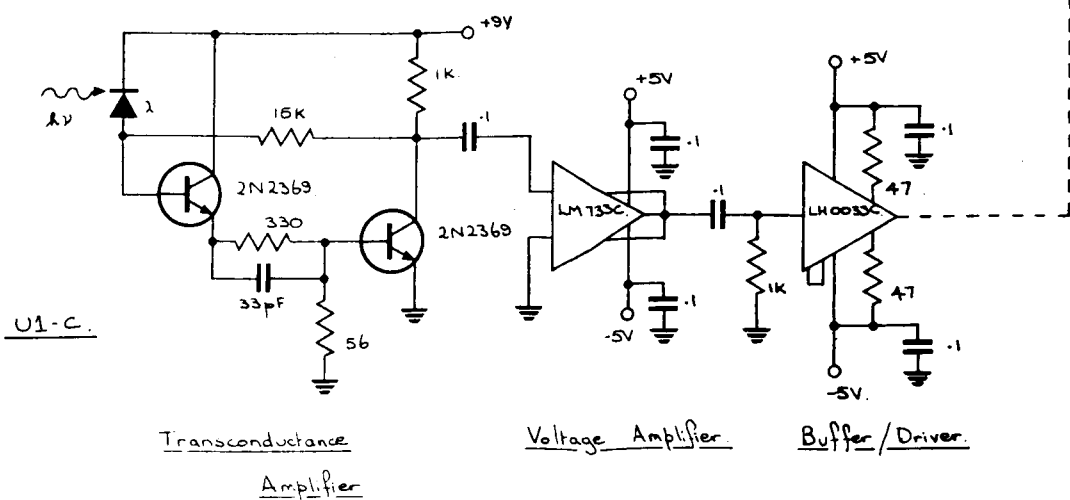 +9V
1K.
hν
λ
15K
.1
2N2369
330
2N2369
33pF
56
U1-C.
+5V
.1
LM733C.
.1
-5V
.1
1K
+5V
.1
47
LH0033C.
47
.1
-5V.
Transconductance
Amplifier
Voltage Amplifier.
Buffer/Driver.